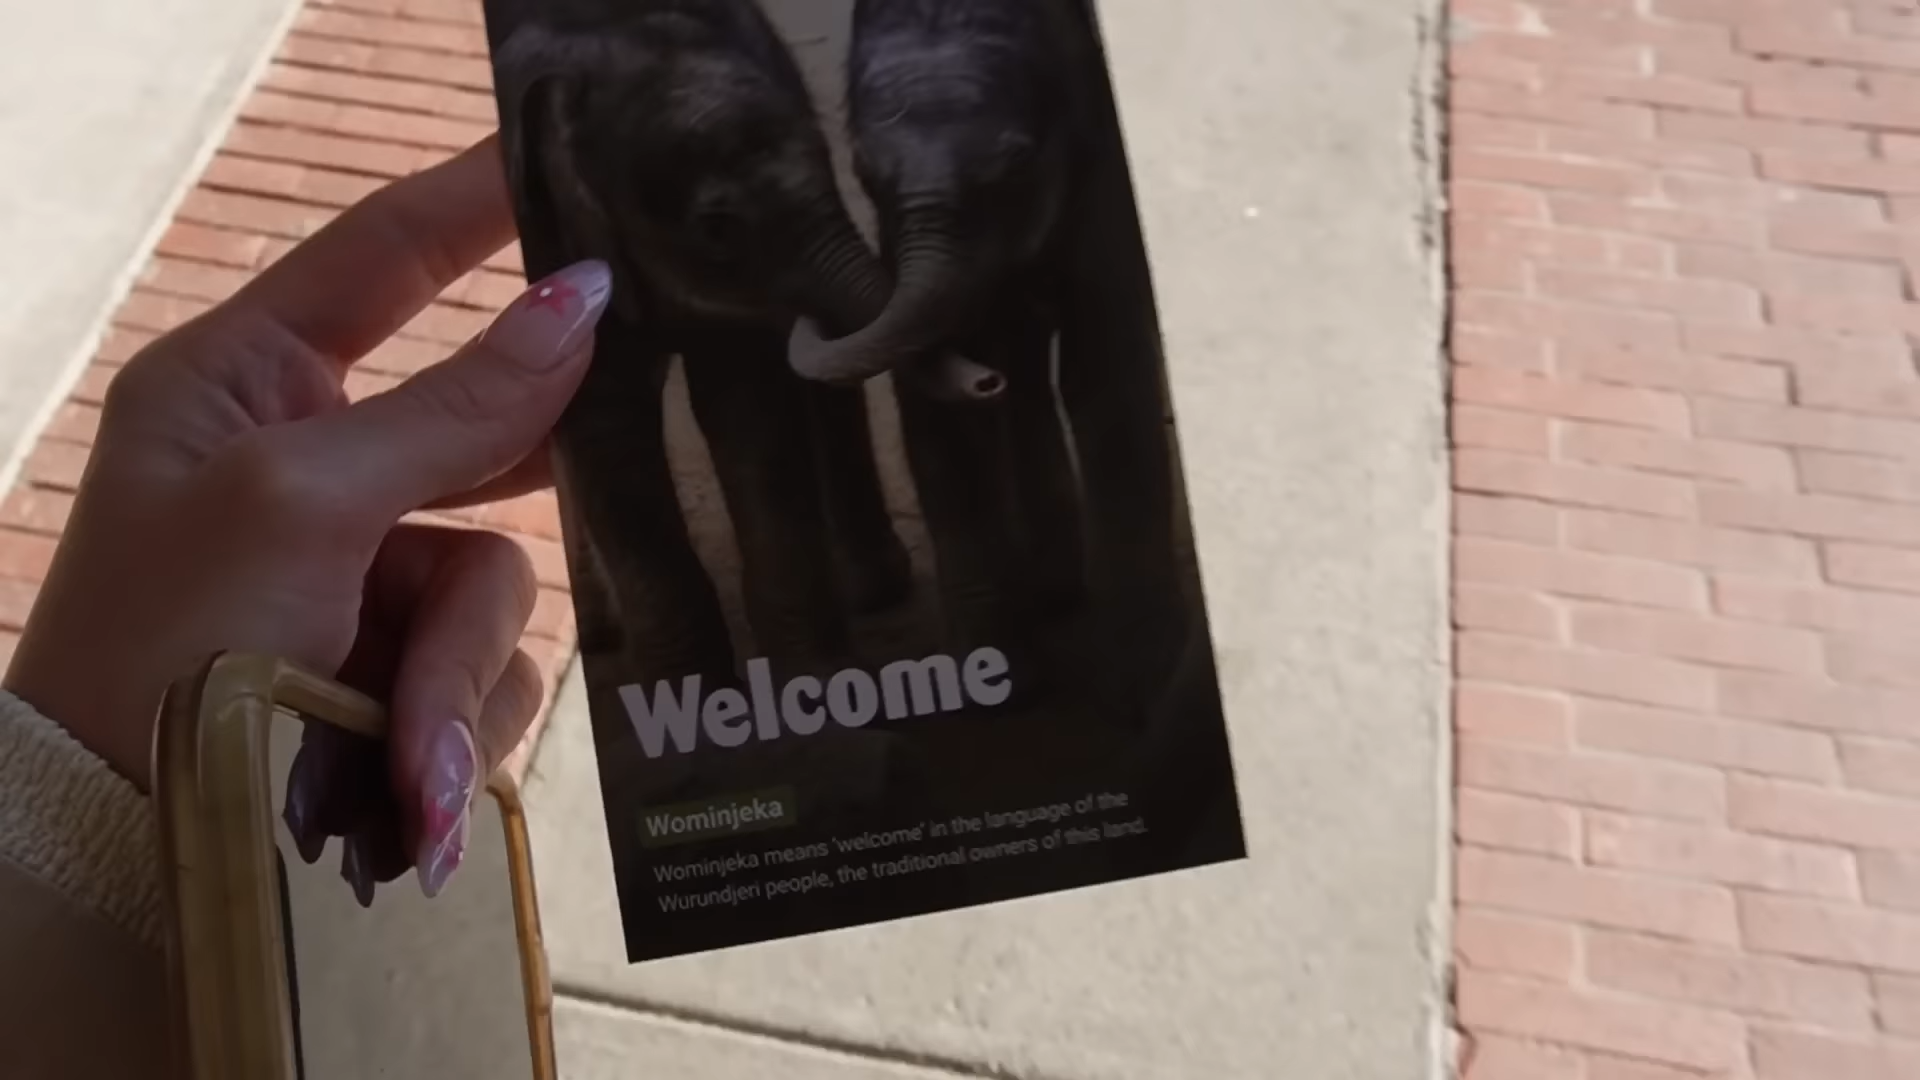 Welcome
Wominjeka
Wominjeka means 'welcome' in the language of the
Wurundjeri people, the traditional owners of this land.